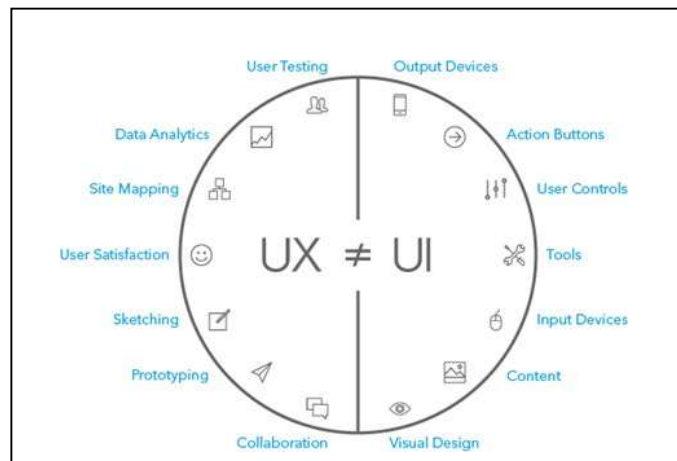 User Testing
Output Devices
Data Analytics
Action Buttons
Site Mapping
User Controls
User Satisfaction
UX ≠ UI
Tools
Sketching
Input Devices
Prototyping
Content
Collaboration
Visual Design